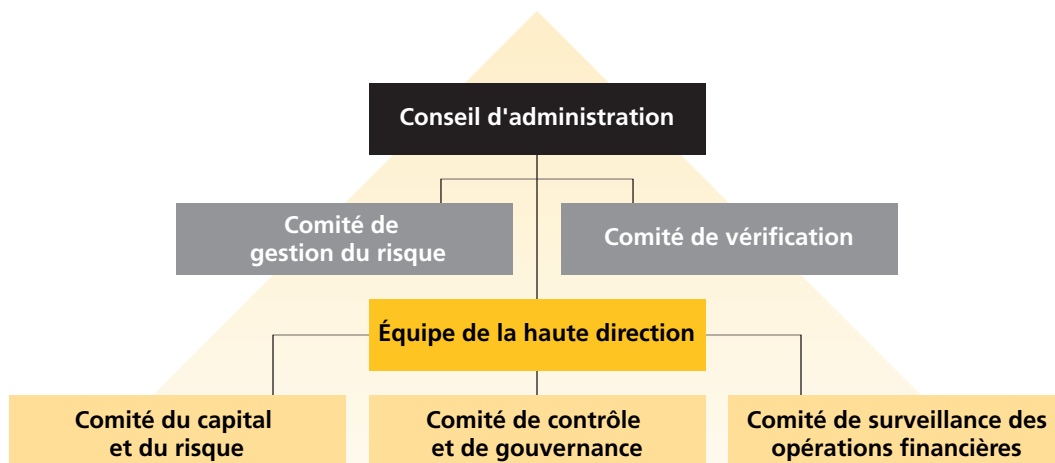 Conseil d'administration
Comité de
gestion du risque
Comité de vérification
Équipe de la haute direction
Comité du capital
et du risque
Comité de contrôle
et de gouvernance
Comité de surveillance des
opérations financières